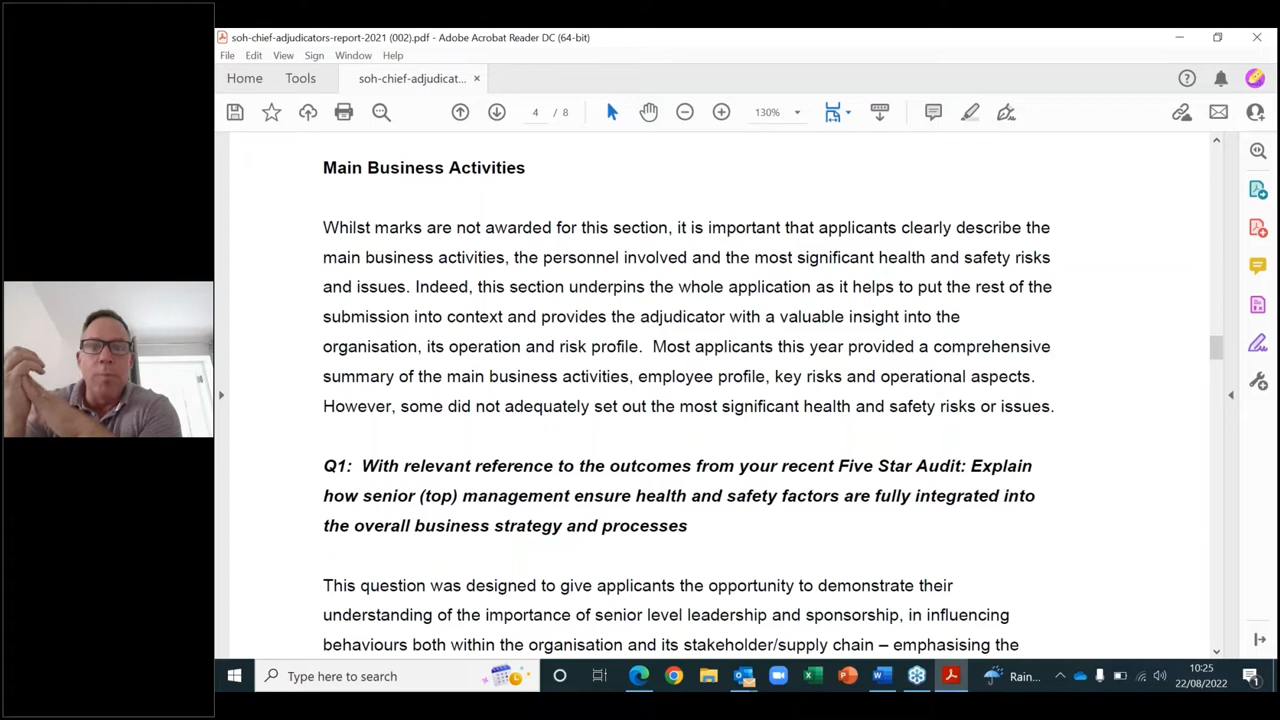 soh-chief-adjudicators-report-2021 (002).pdf - Adobe Acrobat Reader DC (64-bit)
File Edit View Sign Window Help
Home Tools soh-chief-adjudicat... ×
4 / 8 130%
Main Business Activities
Whilst marks are not awarded for this section, it is important that applicants clearly describe the
main business activities, the personnel involved and the most significant health and safety risks
and issues. Indeed, this section underpins the whole application as it helps to put the rest of the
submission into context and provides the adjudicator with a valuable insight into the
organisation, its operation and risk profile.  Most applicants this year provided a comprehensive
summary of the main business activities, employee profile, key risks and operational aspects.
However, some did not adequately set out the most significant health and safety risks or issues.
Q1:  With relevant reference to the outcomes from your recent Five Star Audit: Explain
how senior (top) management ensure health and safety factors are fully integrated into
the overall business strategy and processes
This question was designed to give applicants the opportunity to demonstrate their
understanding of the importance of senior level leadership and sponsorship, in influencing
behaviours both within the organisation and its stakeholder/supply chain – emphasising the
Type here to search
Rain...
10:25
22/08/2022